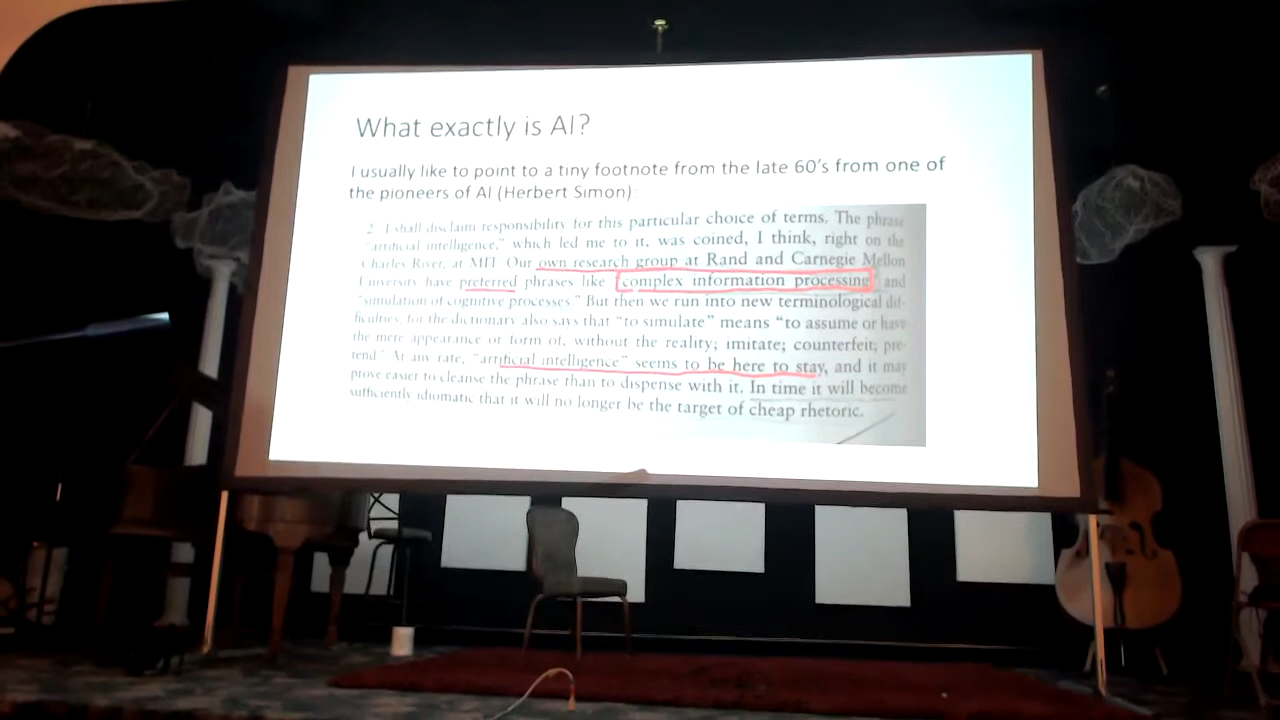 What exactly is AI?
I usually like to point to a tiny footnote from the late 60's from one of
the pioneers of AI (Herbert Simon):
2. I shall disclaim responsibility for this particular choice of terms. The phrase
"artificial intelligence," which led me to it, was coined, I think, right on the
Charles River, at MIT. Our own research group at Rand and Carnegie Mellon
University have preferred phrases like "complex information processing" and
"simulation of cognitive processes." But then we run into new terminological dif-
ficulties, for the dictionary also says that "to simulate" means "to assume or have
the mere appearance or form of, without the reality; imitate; counterfeit; pre-
tend." At any rate, "artificial intelligence" seems to be here to stay, and it may
prove easier to cleanse the phrase than to dispense with it. In time it will become
sufficiently idiomatic that it will no longer be the target of cheap rhetoric.